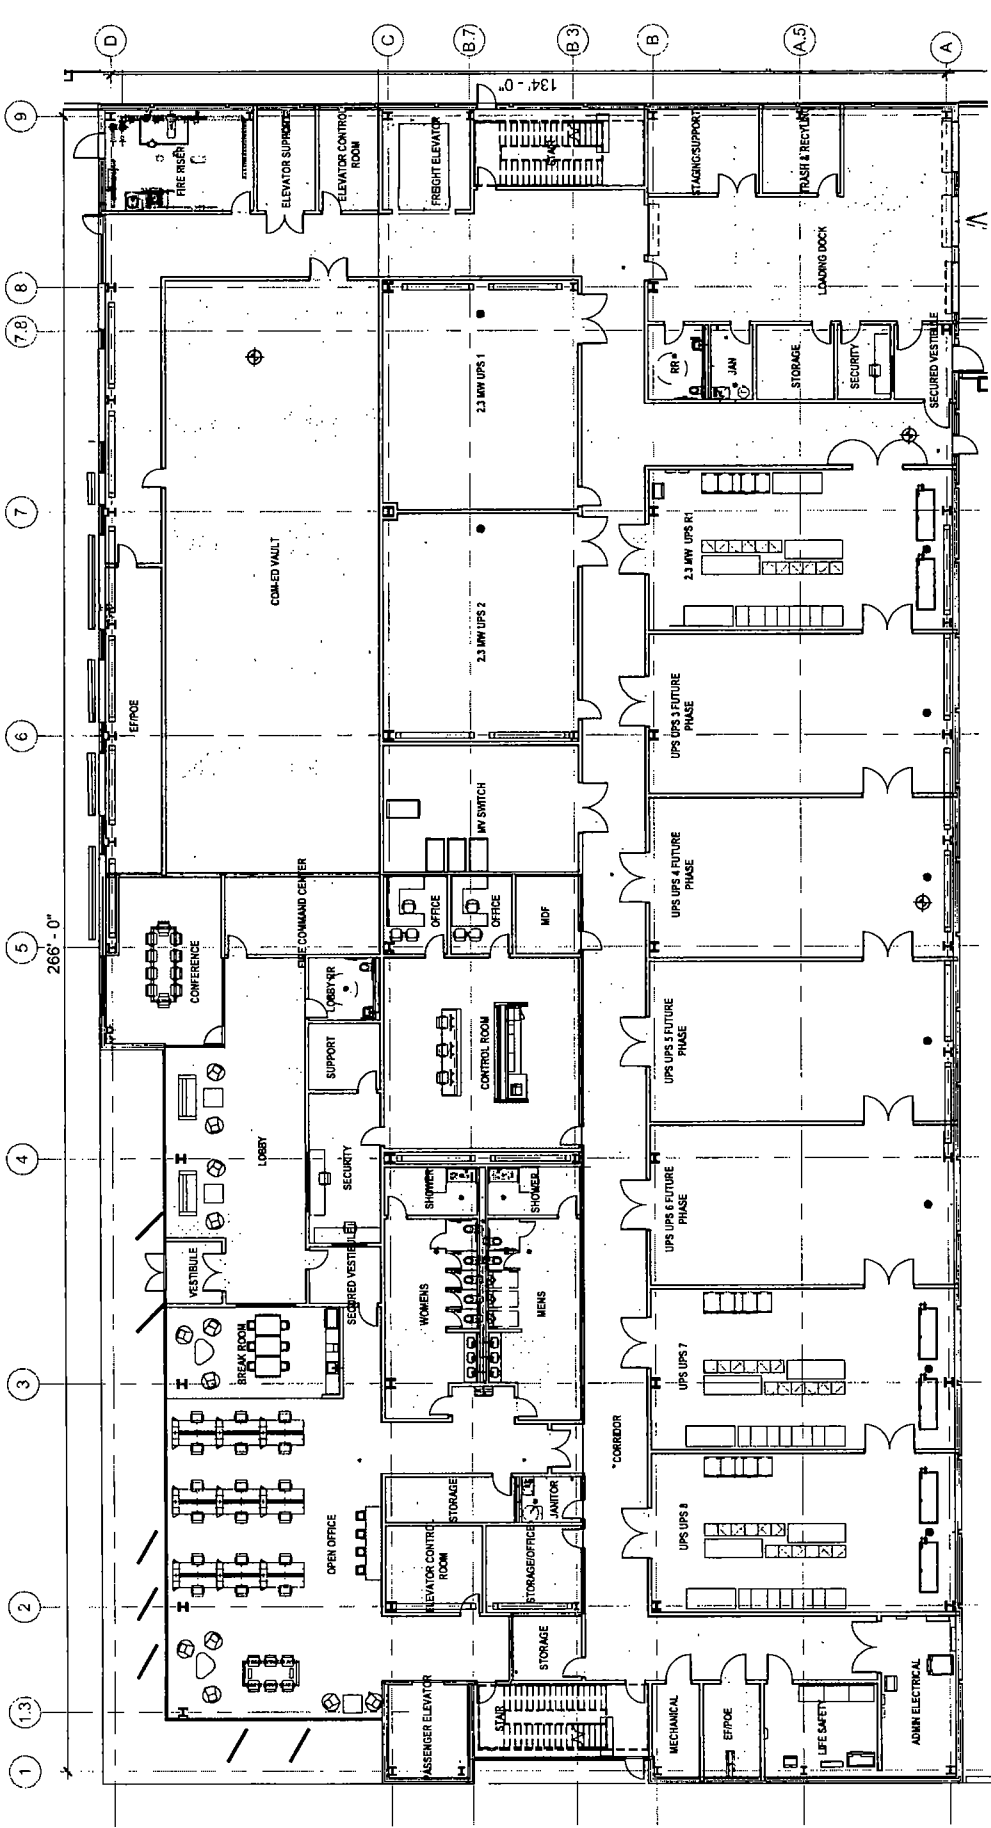 D
C
B.7
B.3
B
A.5
A
134' - 0"
9
FIRE RISER
ELEVATOR SUPPORT
ELEVATOR CONTROL
ROOM
FREIGHT ELEVATOR
STAIR
STAGING/SUPPORT
TRASH & RECYCLING
LOADING DOCK
8
7.8
2.3 MW UPS 1
RR
JAN
STORAGE
SECURITY
SECURED VESTIBULE
7
COM-ED VAULT
2.3 MW UPS 2
2.3 MW UPS R1
EF/POE
6
UPS UPS 3 FUTURE
PHASE
MV SWITCH
UPS UPS 4 FUTURE
PHASE
266' - 0"
5
CONFERENCE
FIRE COMMAND CENTER
LOBBY RR
OFFICE
OFFICE
MDF
SUPPORT
CONTROL ROOM
UPS UPS 5 FUTURE
PHASE
4
LOBBY
SECURITY
SHOWER
SHOWER
UPS UPS 6 FUTURE
PHASE
VESTIBULE
SECURED VESTIBULE
WOMENS
MENS
3
BREAK ROOM
UPS UPS 7
CORRIDOR
OPEN OFFICE
STORAGE
JANITOR
UPS UPS 8
ELEVATOR CONTROL
ROOM
STORAGE/OFFICE
2
STORAGE
1.3
PASSENGER ELEVATOR
STAIR
MECHANICAL
EF/POE
LIFE SAFETY
ADMIN ELECTRICAL
1